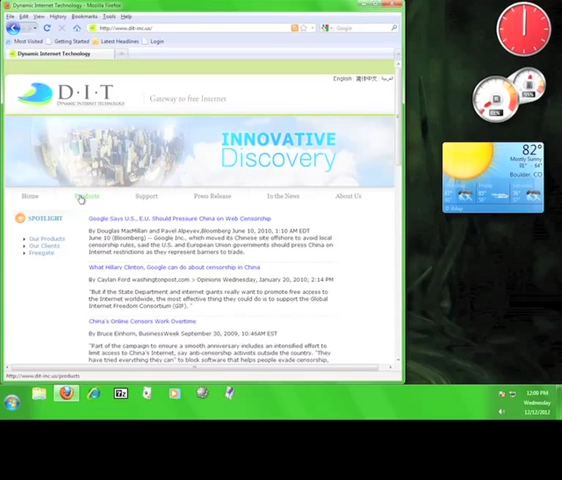 Dynamic Internet Technology - Mozilla Firefox
File Edit View History Bookmarks Tools Help
http://www.dit-inc.us/
Google
Most Visited Getting Started Latest Headlines Login
Dynamic Internet Technology
English 简体中文 العربية
D·I·T
DYNAMIC INTERNET TECHNOLOGY
Gateway to free Internet
INNOVATIVE
Discovery
Home Products Support Press Release In the News About Us
SPOTLIGHT
Our Products
Our Clients
Freegate
Google Says U.S., E.U. Should Pressure China on Web Censorship
By Douglas MacMillan and Pavel Alpeyev,Bloomberg June 10, 2010, 1:10 AM EDT
June 10 (Bloomberg) -- Google Inc., which moved its Chinese site offshore to avoid local
censorship rules, said the U.S. and European Union governments should press China on
Internet restrictions as they represent barriers to trade.
What Hillary Clinton, Google can do about censorship in China
By Caylan Ford washingtonpost.com > Opinions Wednesday, January 20, 2010; 2:14 PM
"But if the State Department and internet giants really want to promote free access to
the Internet worldwide, the most effective thing they could do is to support the Global
Internet Freedom Consortium (GIF). "
China's Online Censors Work Overtime
By Bruce Einhorn, BusinessWeek September 30, 2009, 10:46AM EST
"Part of the campaign to ensure a smooth anniversary includes an intensified effort to
limit access to China's Internet, say anti-censorship activists outside the country. "They
have tried everything they can" to block software that helps people evade censorship,
http://www.dit-inc.us/products
82°
Mostly Sunny
Boulder, CO
12:00 PM
Wednesday
12/12/2012